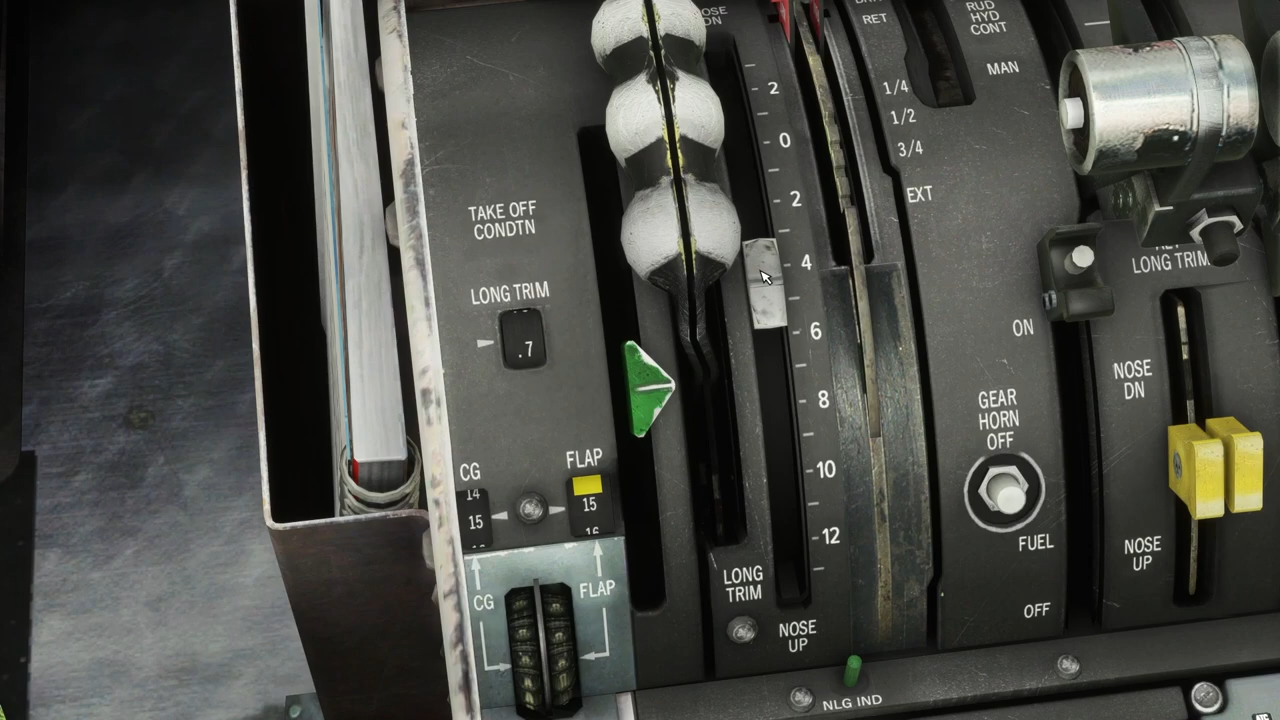 TAKE OFF
CONDTN
LONG TRIM
.7
CG
14
15
FLAP
15
16
CG
FLAP
DN
2
0
2
4
6
8
10
12
LONG
TRIM
NOSE
UP
RET
1/4
1/2
3/4
EXT
RUD
HYD
CONT
MAN
ON
GEAR
HORN
OFF
FUEL
OFF
LONG TRIM
NOSE
DN
NOSE
UP
NLG IND